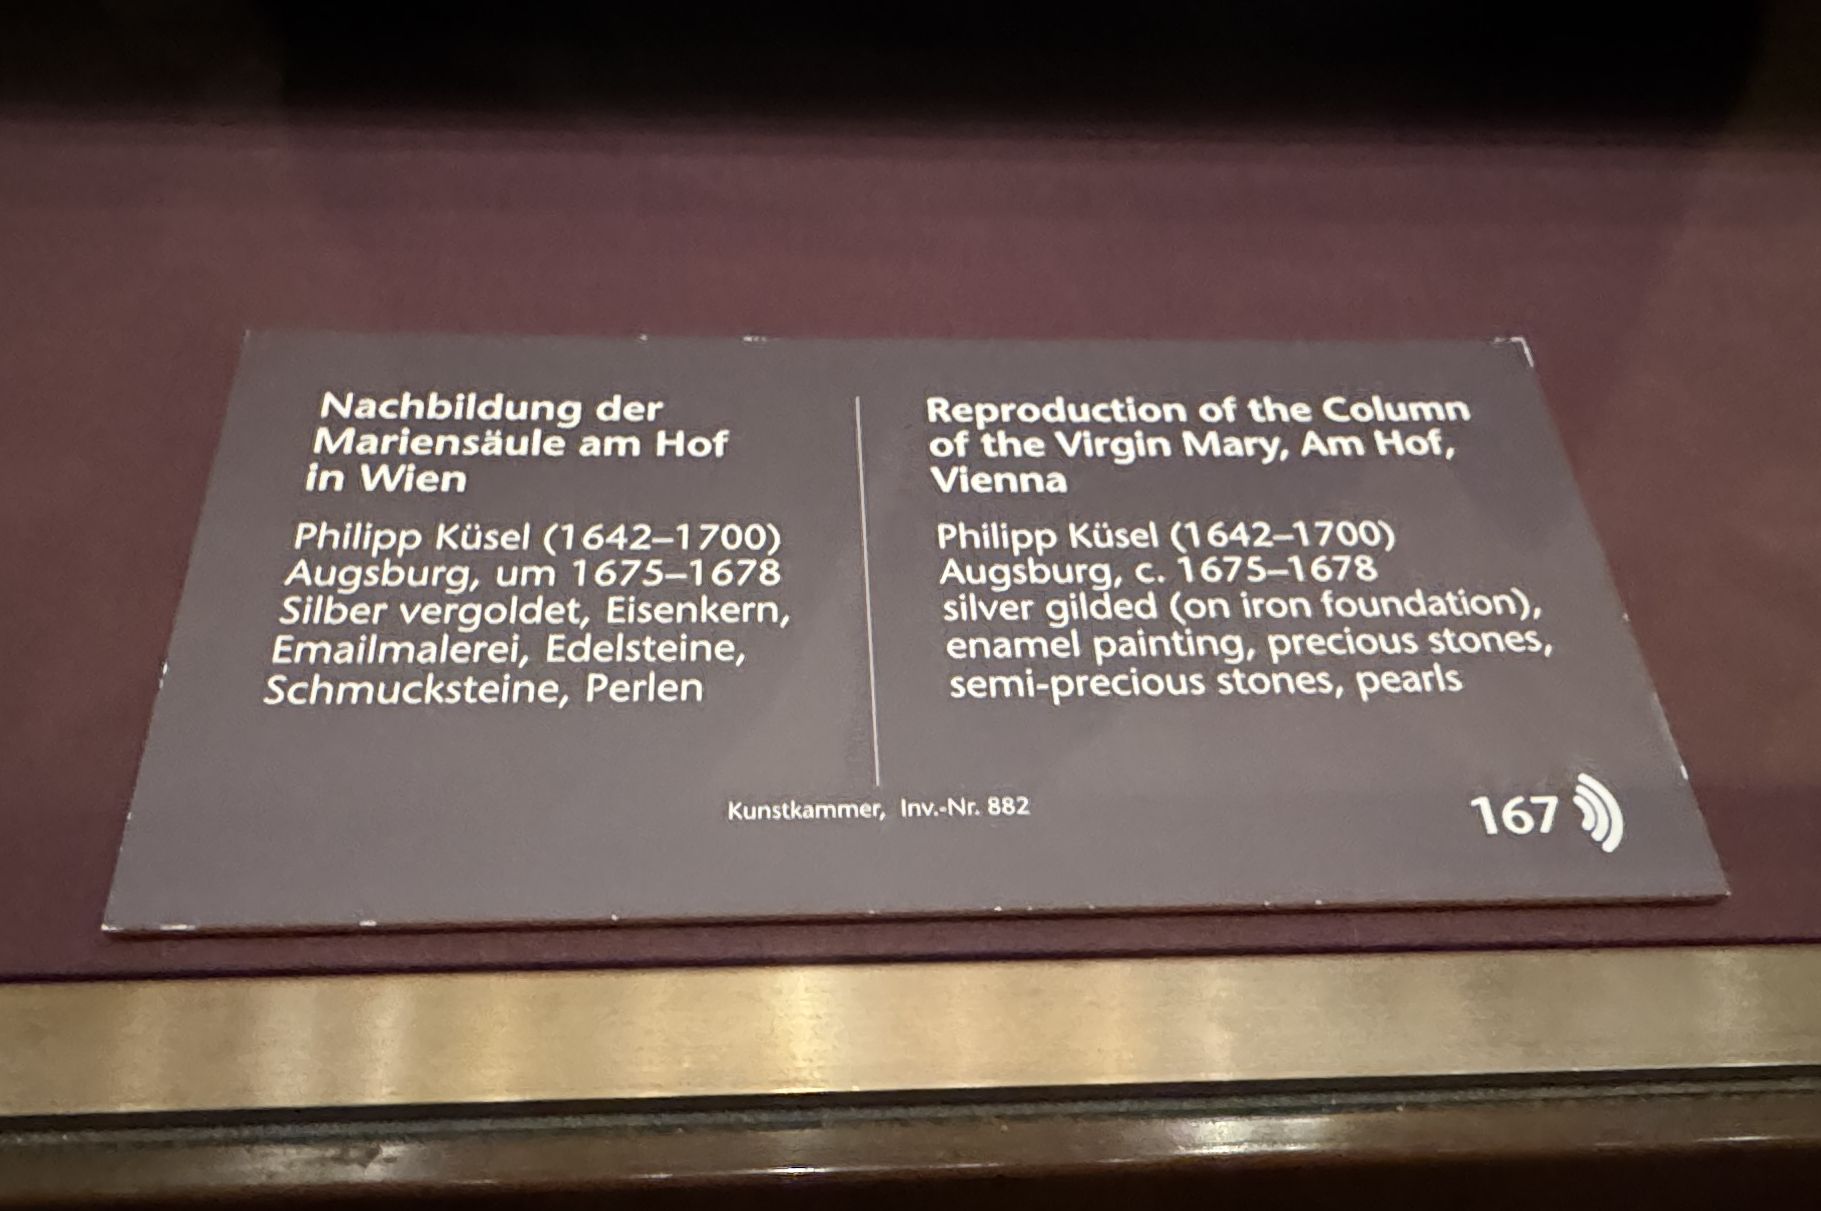 Nachbildung der
Mariensäule am Hof
in Wien
Philipp Küsel (1642–1700)
Augsburg, um 1675–1678
Silber vergoldet, Eisenkern,
Emailmalerei, Edelsteine,
Schmucksteine, Perlen
Reproduction of the Column
of the Virgin Mary, Am Hof,
Vienna
Philipp Küsel (1642–1700)
Augsburg, c. 1675–1678
silver gilded (on iron foundation),
enamel painting, precious stones,
semi-precious stones, pearls
Kunstkammer, Inv.-Nr. 882
167